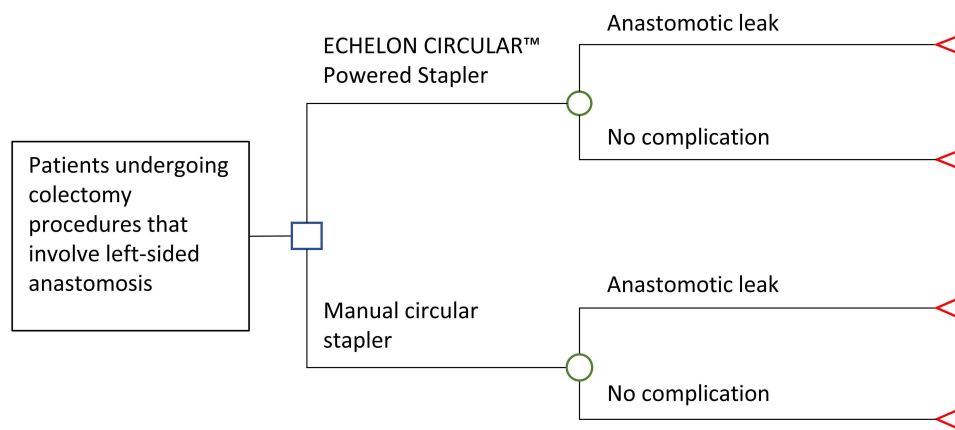 Anastomotic leak
ECHELON CIRCULAR™
Powered Stapler
No complication
Patients undergoing
colectomy
procedures that
involve left-sided
anastomosis
Anastomotic leak
Manual circular
stapler
No complication